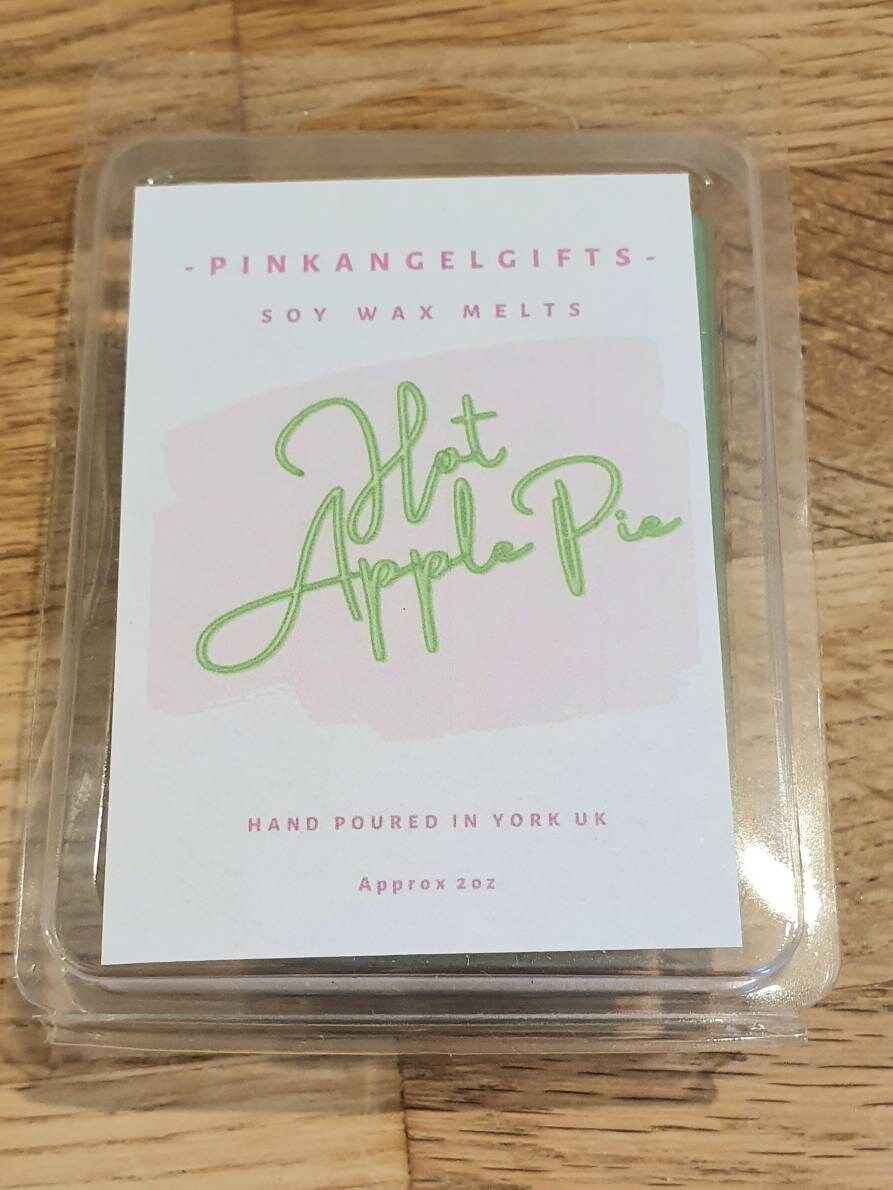 -PINKANGELGIFTS-
SOY WAX MELTS
Hot
Apple Pie
HAND POURED IN YORK UK
Approx 2oz